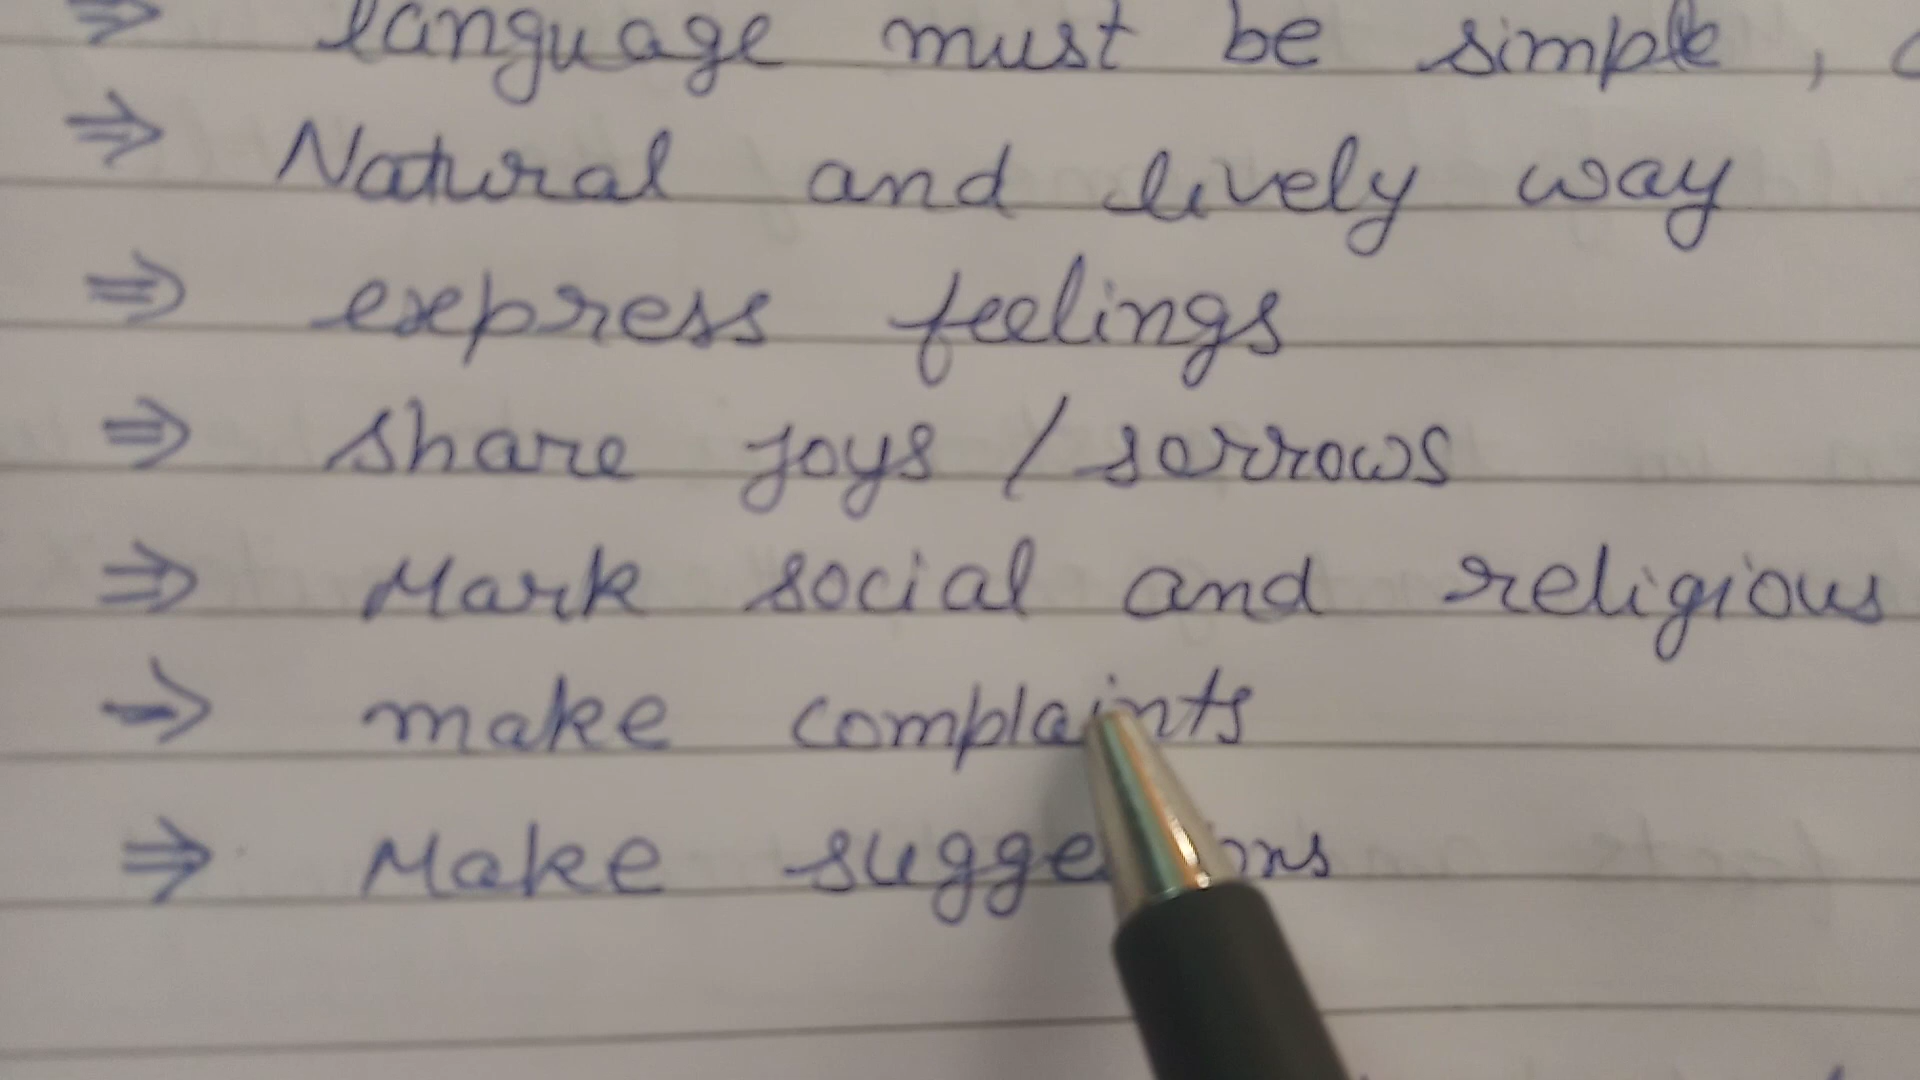 ⇒ language must be simple,
⇒ Natural and lively way
⇒ express feelings
⇒ share joys / sorrows
⇒ Mark social and religious
→ make complaints
⇒ Make